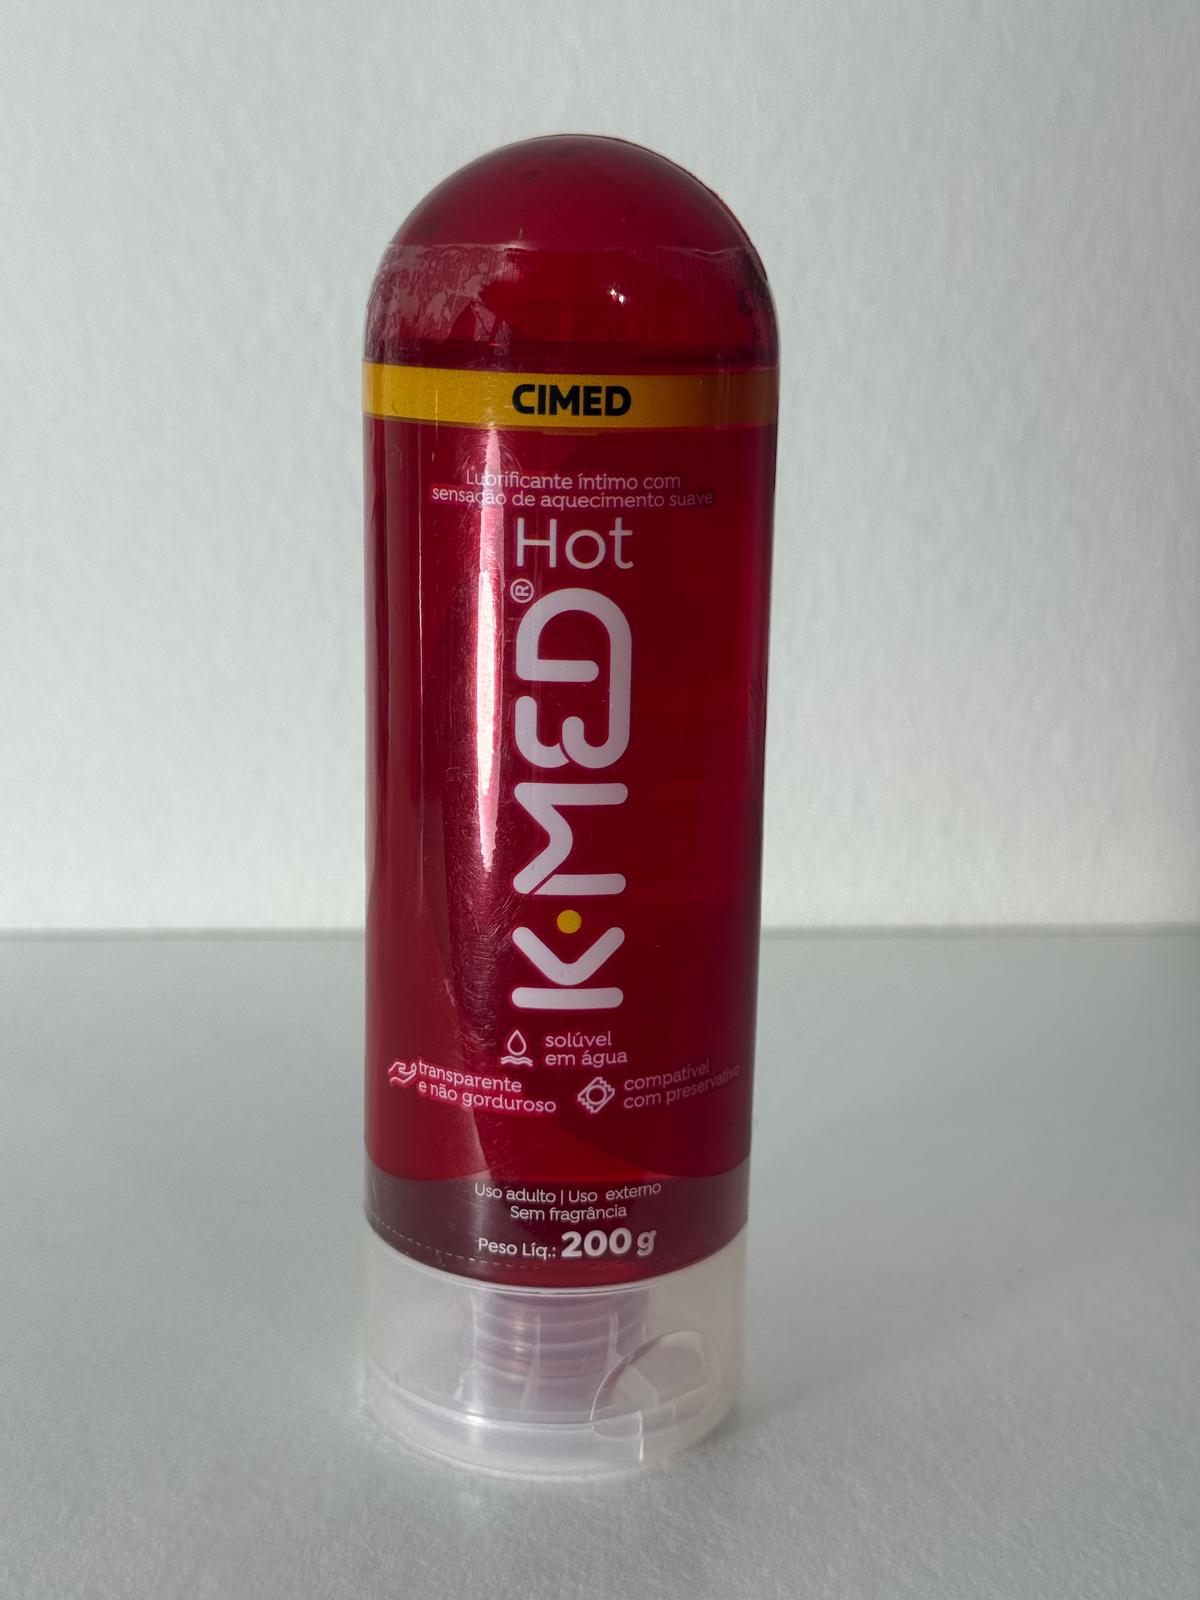 CIMED
Lubrificante íntimo com
sensação de aquecimento suave
Hot
K·MED®
solúvel
em água
transparente
e não gorduroso
compatível
com preservativo
Uso adulto | Uso externo
Sem fragrância
Peso Líq.: 200 g